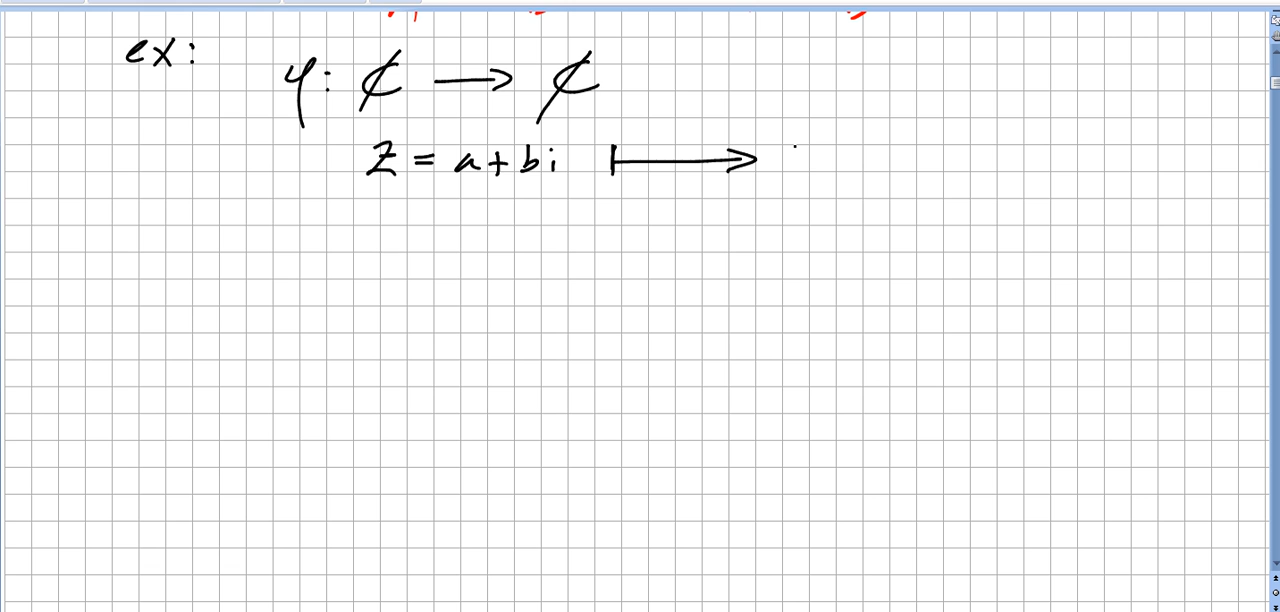 ex:
φ: ℂ → ℂ
z = a + bi ↦